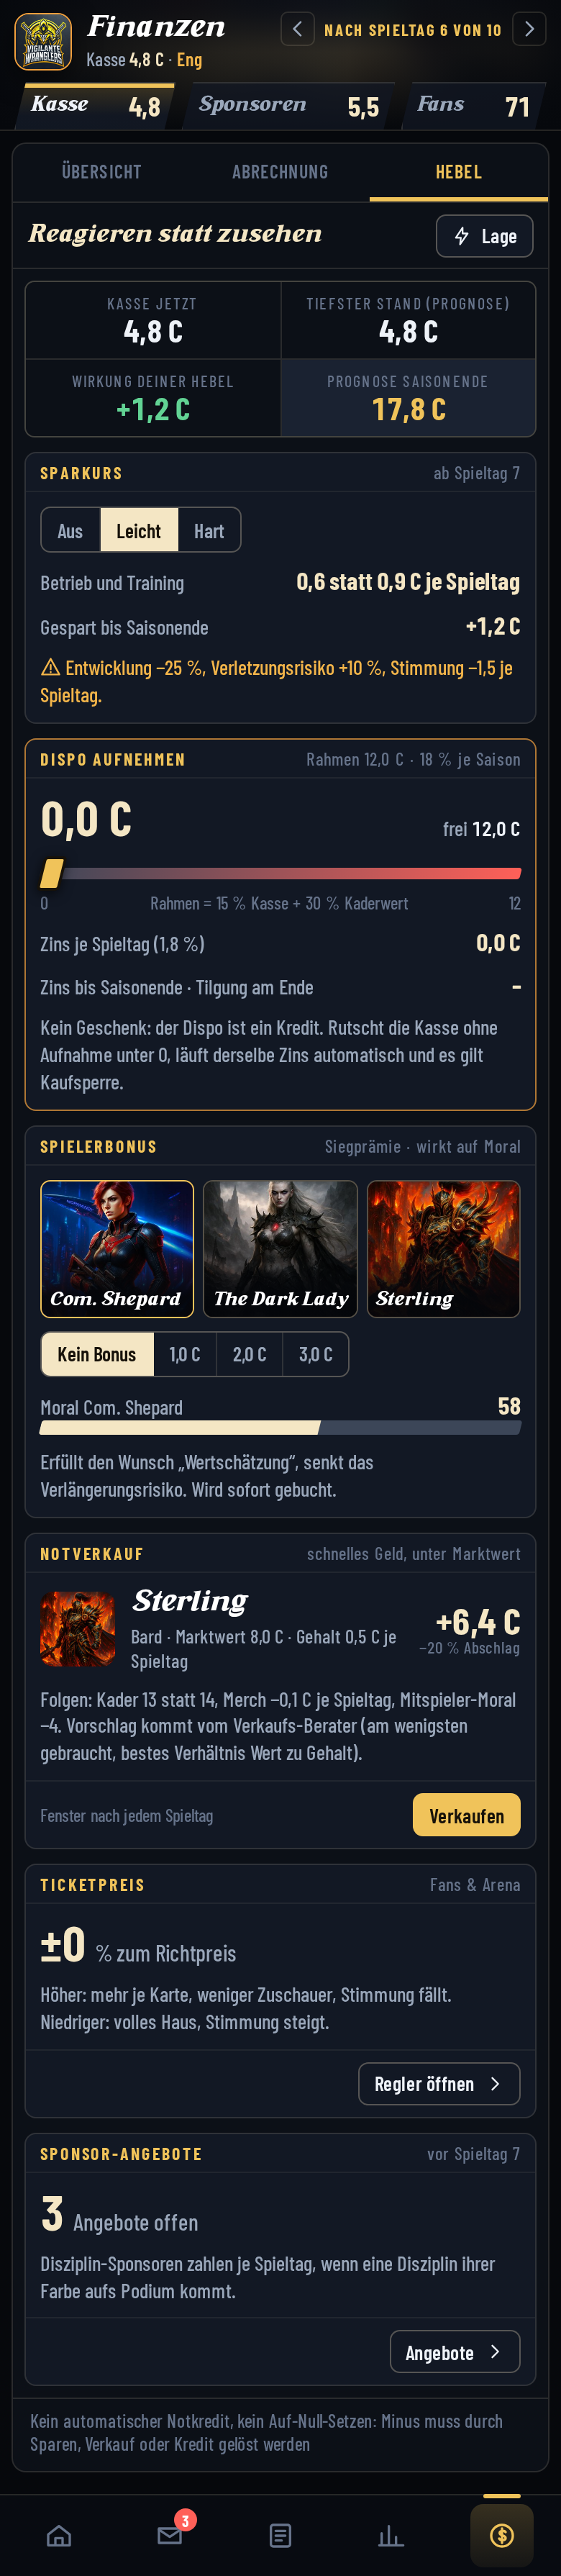 VIGILANTE WRANGLERS
Finanzen
Kasse 4,8 C · Eng
NACH SPIELTAG 6 VON 10
Kasse 4,8
Sponsoren 5,5
Fans 71
ÜBERSICHT
ABRECHNUNG
HEBEL
Reagieren statt zusehen
Lage
KASSE JETZT
4,8 C
TIEFSTER STAND (PROGNOSE)
4,8 C
WIRKUNG DEINER HEBEL
+1,2 C
PROGNOSE SAISONENDE
17,8 C
SPARKURS
ab Spieltag 7
Aus
Leicht
Hart
Betrieb und Training
0,6 statt 0,9 C je Spieltag
Gespart bis Saisonende
+1,2 C
Entwicklung −25 %, Verletzungsrisiko +10 %, Stimmung −1,5 je
Spieltag.
DISPO AUFNEHMEN
Rahmen 12,0 C · 18 % je Saison
0,0 C
frei 12,0 C
0
Rahmen = 15 % Kasse + 30 % Kaderwert
12
Zins je Spieltag (1,8 %)
0,0 C
Zins bis Saisonende · Tilgung am Ende
–
Kein Geschenk: der Dispo ist ein Kredit. Rutscht die Kasse ohne
Aufnahme unter 0, läuft derselbe Zins automatisch und es gilt
Kaufsperre.
SPIELERBONUS
Siegprämie · wirkt auf Moral
Com. Shepard
The Dark Lady
Sterling
Kein Bonus
1,0 C
2,0 C
3,0 C
Moral Com. Shepard
58
Erfüllt den Wunsch „Wertschätzung“, senkt das
Verlängerungsrisiko. Wird sofort gebucht.
NOTVERKAUF
schnelles Geld, unter Marktwert
Sterling
Bard · Marktwert 8,0 C · Gehalt 0,5 C je
Spieltag
+6,4 C
−20 % Abschlag
Folgen: Kader 13 statt 14, Merch −0,1 C je Spieltag, Mitspieler-Moral
−4. Vorschlag kommt vom Verkaufs-Berater (am wenigsten
gebraucht, bestes Verhältnis Wert zu Gehalt).
Fenster nach jedem Spieltag
Verkaufen
TICKETPREIS
Fans & Arena
±0 % zum Richtpreis
Höher: mehr je Karte, weniger Zuschauer, Stimmung fällt.
Niedriger: volles Haus, Stimmung steigt.
Regler öffnen
SPONSOR-ANGEBOTE
vor Spieltag 7
3 Angebote offen
Disziplin-Sponsoren zahlen je Spieltag, wenn eine Disziplin ihrer
Farbe aufs Podium kommt.
Angebote
Kein automatischer Notkredit, kein Auf-Null-Setzen: Minus muss durch
Sparen, Verkauf oder Kredit gelöst werden
3